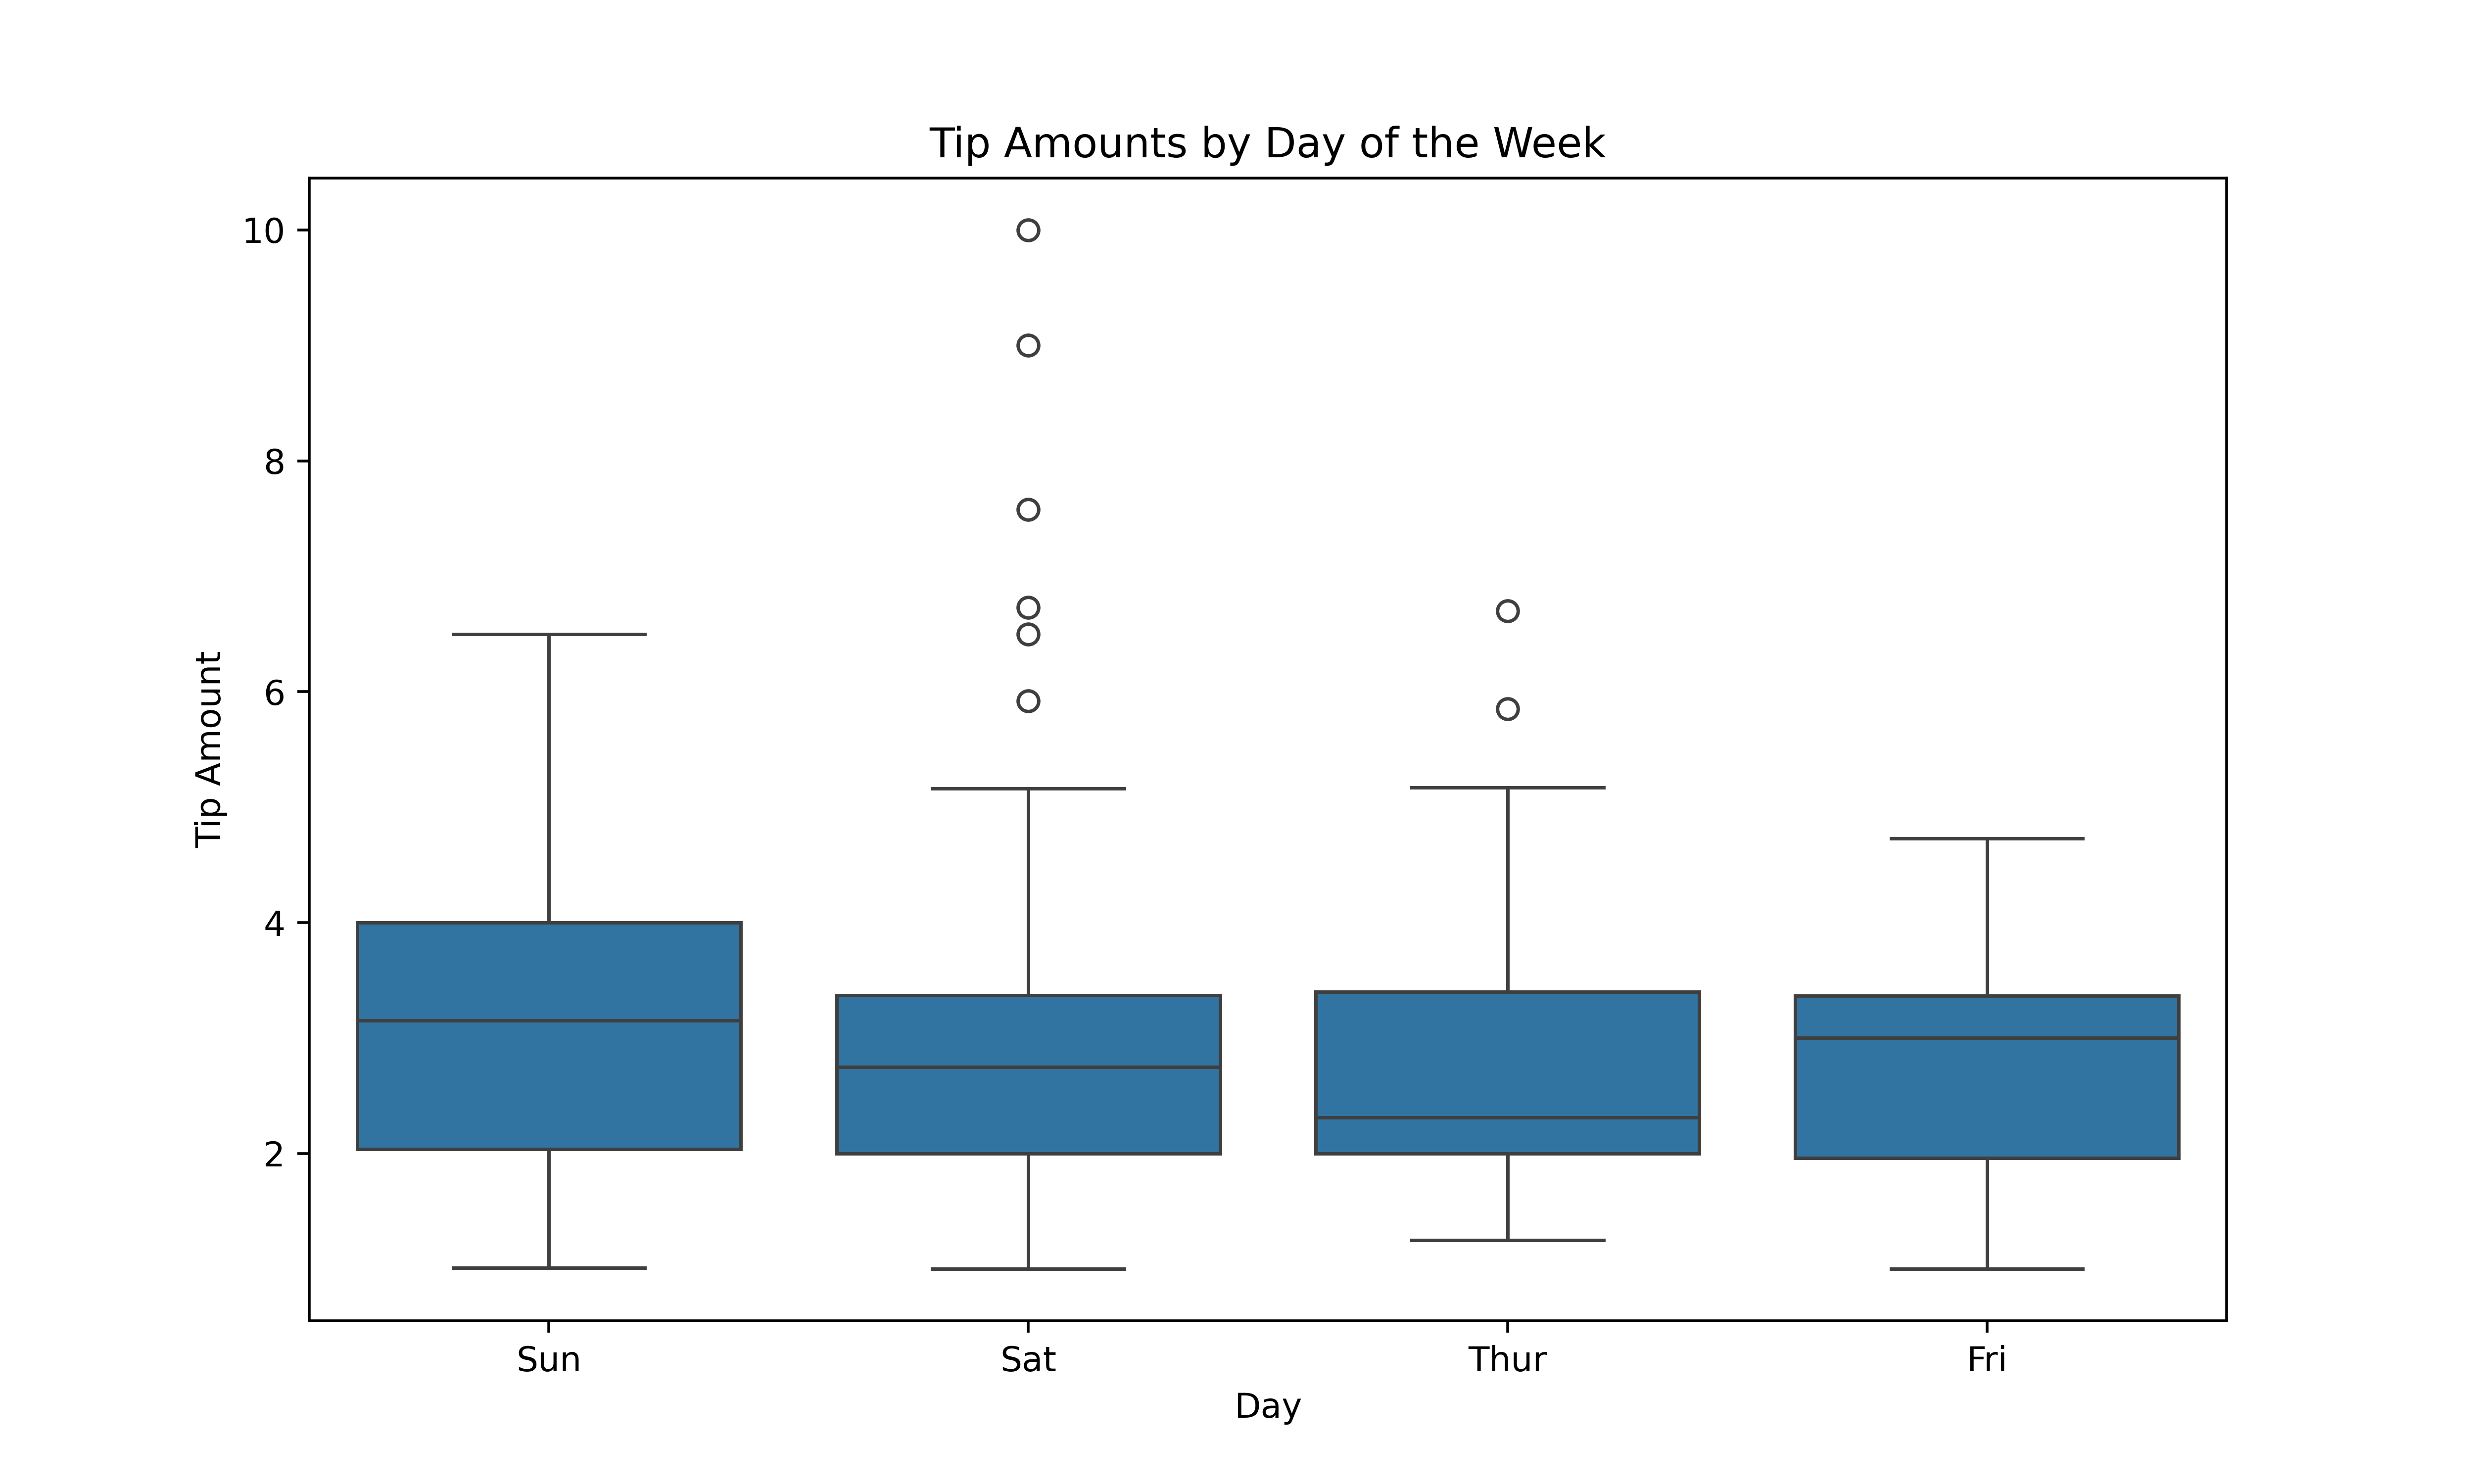 Tip Amounts by Day of the Week
10
8
6
4
2
Tip Amount
Sun Sat Thur Fri
Day